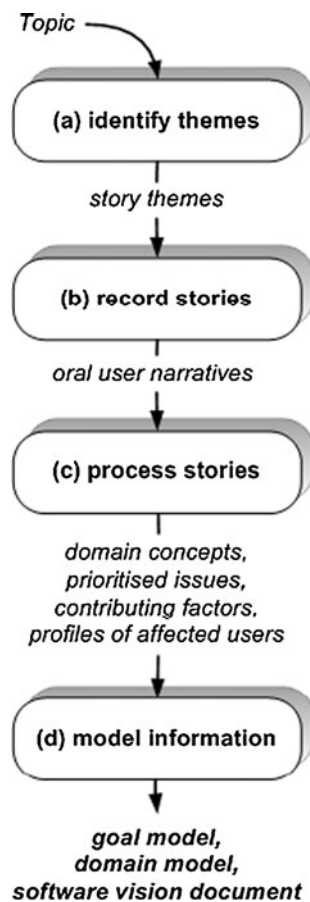 Topic
(a) identify themes
story themes
(b) record stories
oral user narratives
(c) process stories
domain concepts,
prioritised issues,
contributing factors,
profiles of affected users
(d) model information
goal model,
domain model,
software vision document